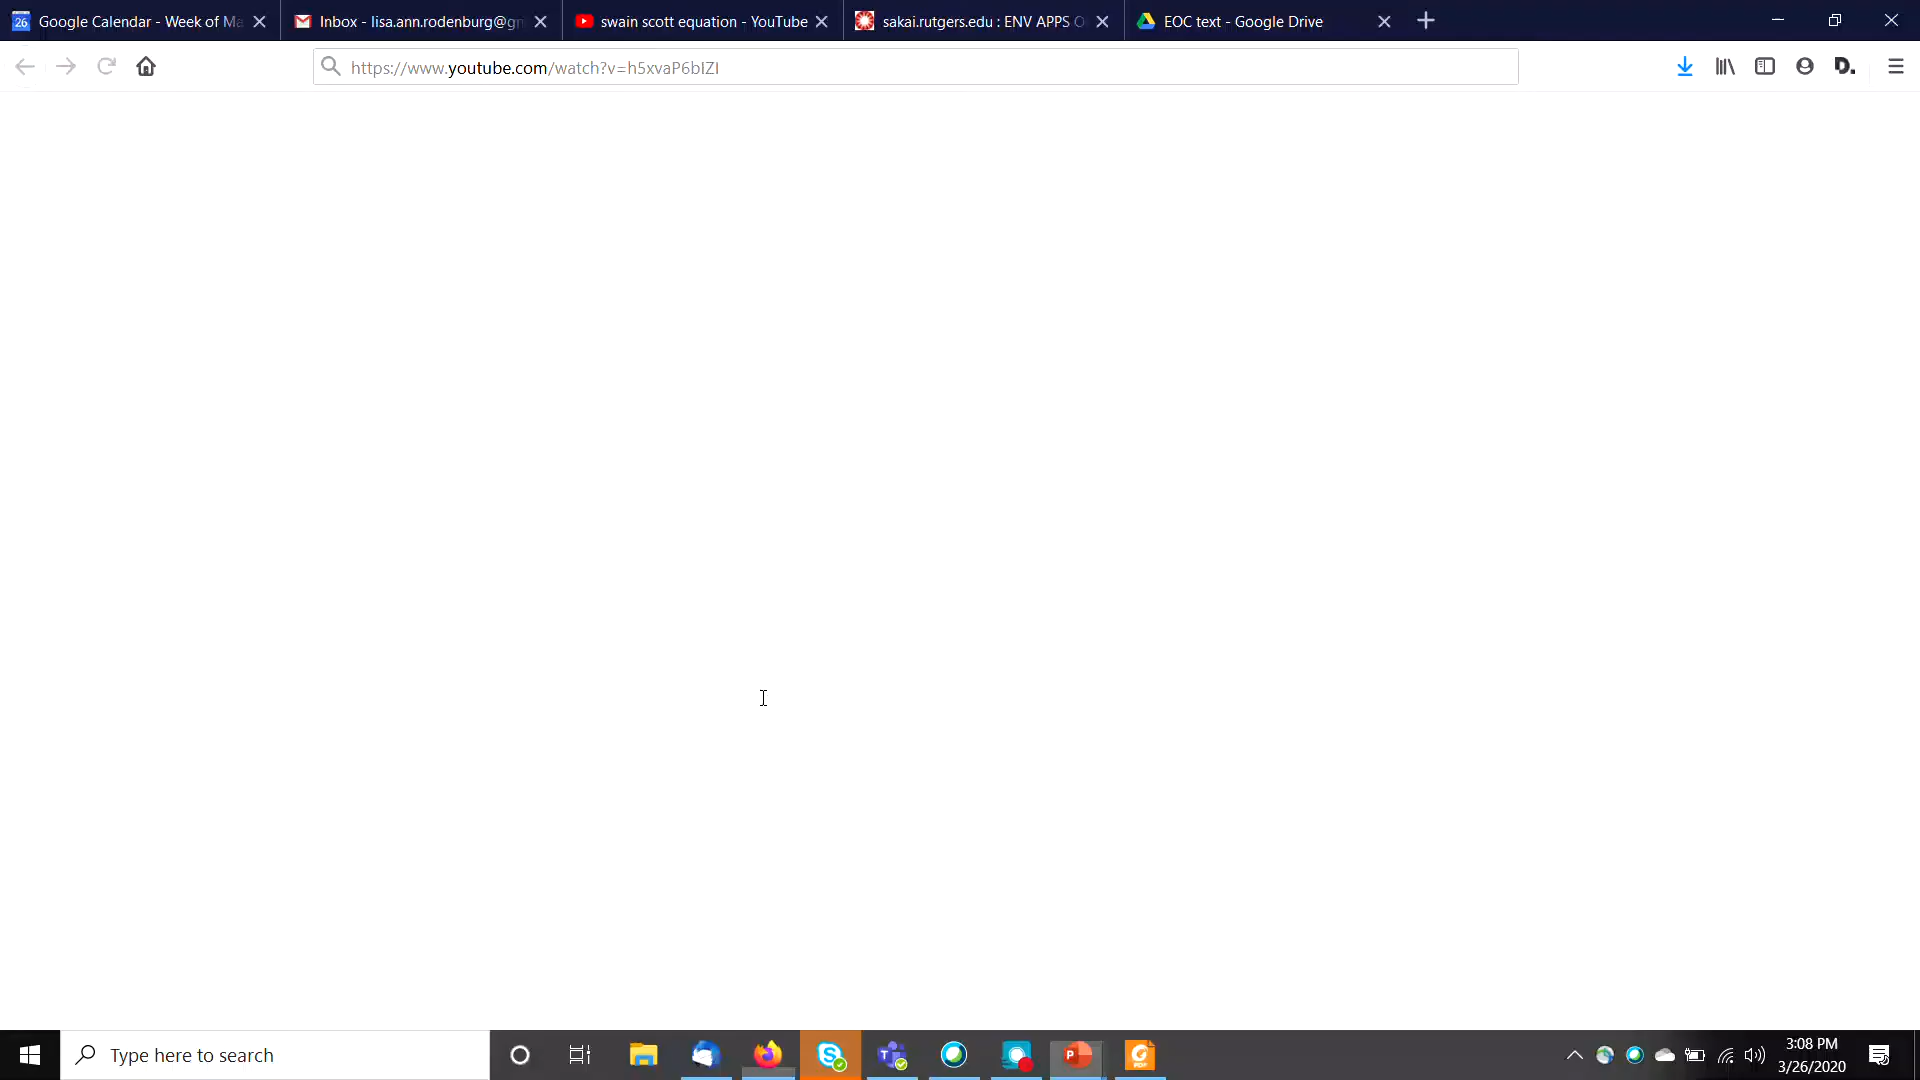 26 Google Calendar - Week of Ma
Inbox - lisa.ann.rodenburg@gm
swain scott equation - YouTube
sakai.rutgers.edu : ENV APPS O
EOC text - Google Drive
https://www.youtube.com/watch?v=h5xvaP6bIZI
D.
Type here to search
3:08 PM
3/26/2020